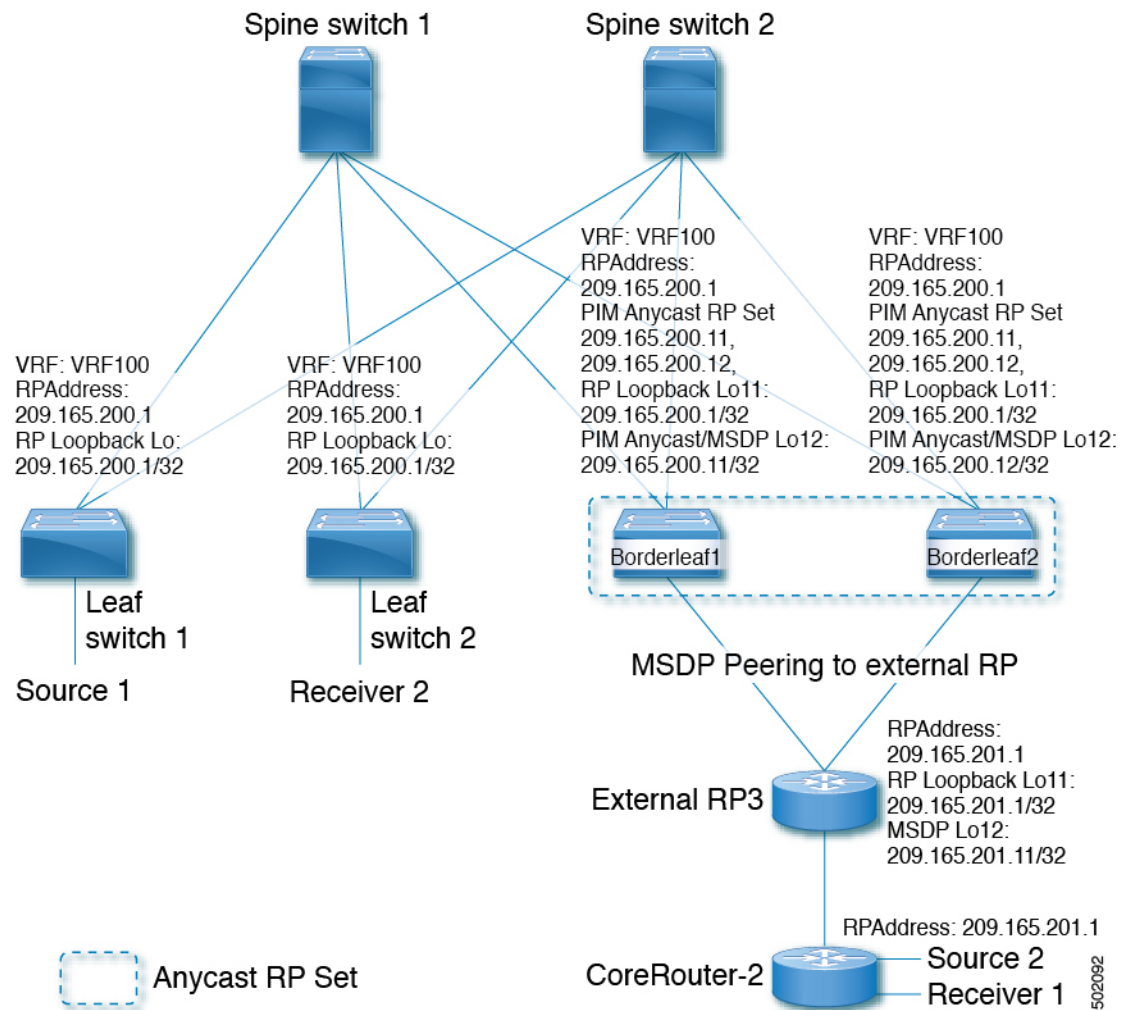 Spine switch 1
Spine switch 2
VRF: VRF100
RPAddress:
209.165.200.1
RP Loopback Lo:
209.165.200.1/32
VRF: VRF100
RPAddress:
209.165.200.1
RP Loopback Lo:
209.165.200.1/32
VRF: VRF100
RPAddress:
209.165.200.1
PIM Anycast RP Set
209.165.200.11,
209.165.200.12,
RP Loopback Lo11:
209.165.200.1/32
PIM Anycast/MSDP Lo12:
209.165.200.11/32
VRF: VRF100
RPAddress:
209.165.200.1
PIM Anycast RP Set
209.165.200.11,
209.165.200.12,
RP Loopback Lo11:
209.165.200.1/32
PIM Anycast/MSDP Lo12:
209.165.200.12/32
Borderleaf1
Borderleaf2
Leaf
switch 1
Leaf
switch 2
Source 1
Receiver 2
MSDP Peering to external RP
External RP3
RPAddress:
209.165.201.1
RP Loopback Lo11:
209.165.201.1/32
MSDP Lo12:
209.165.201.11/32
RPAddress: 209.165.201.1
CoreRouter-2
Source 2
Receiver 1
Anycast RP Set
502092